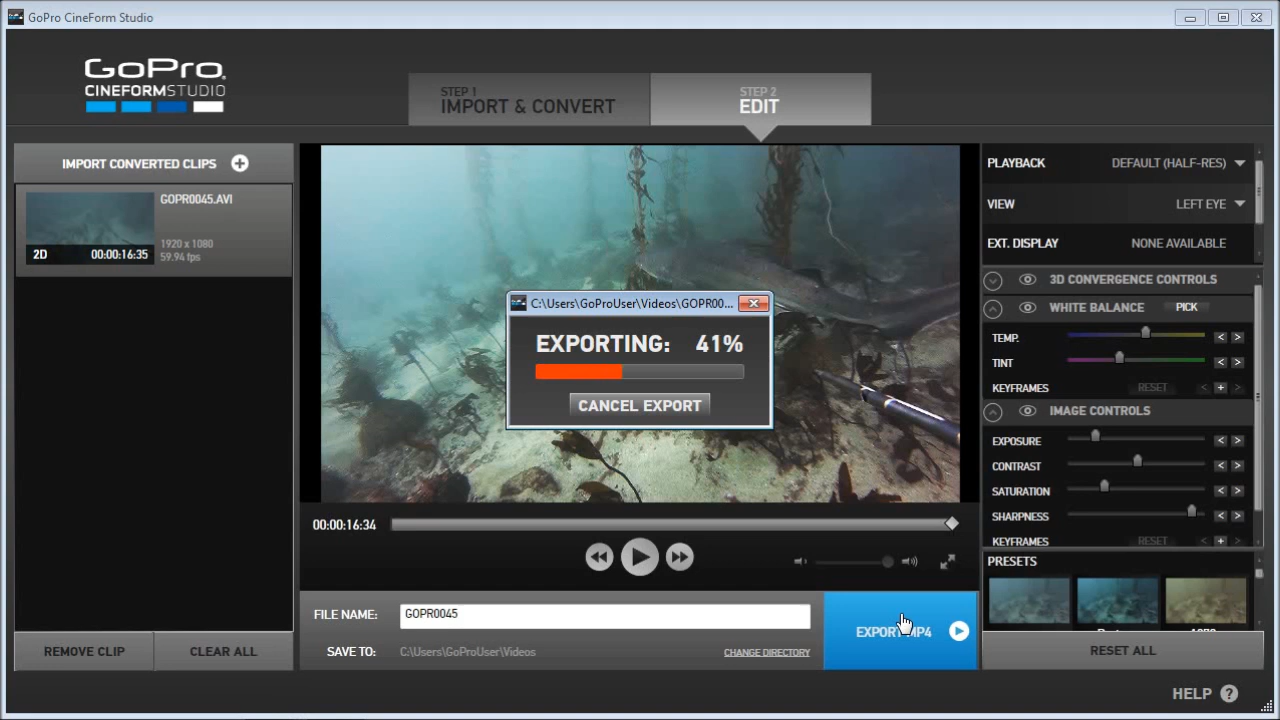 GoPro CineForm Studio
GoPro
CINEFORMSTUDIO
STEP 1
IMPORT & CONVERT
STEP 2
EDIT
IMPORT CONVERTED CLIPS
GOPR0045.AVI
1920 x 1080
59.94 fps
2D 00:00:16:35
REMOVE CLIP
CLEAR ALL
C:\Users\GoProUser\Videos\GOPR00...
EXPORTING: 41%
CANCEL EXPORT
00:00:16:34
FILE NAME: GOPR0045
SAVE TO: C:\Users\GoProUser\Videos
CHANGE DIRECTORY
EXPORT MP4
PLAYBACK DEFAULT (HALF-RES)
VIEW LEFT EYE
EXT. DISPLAY NONE AVAILABLE
3D CONVERGENCE CONTROLS
WHITE BALANCE PICK
TEMP.
TINT
KEYFRAMES RESET
IMAGE CONTROLS
EXPOSURE
CONTRAST
SATURATION
SHARPNESS
KEYFRAMES RESET
PRESETS
RESET ALL
HELP ?